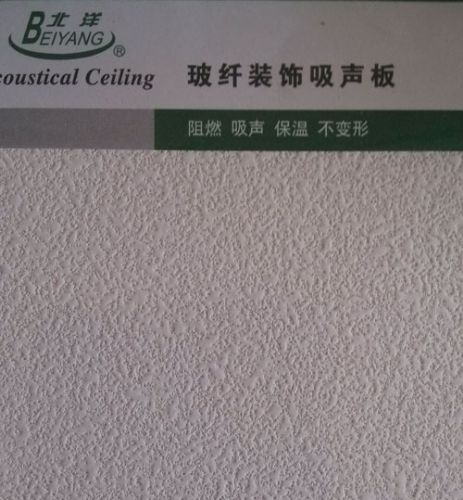 北洋
BEIYANG®
coustical Ceiling 玻纤装饰吸声板
阻燃 吸声 保温 不变形